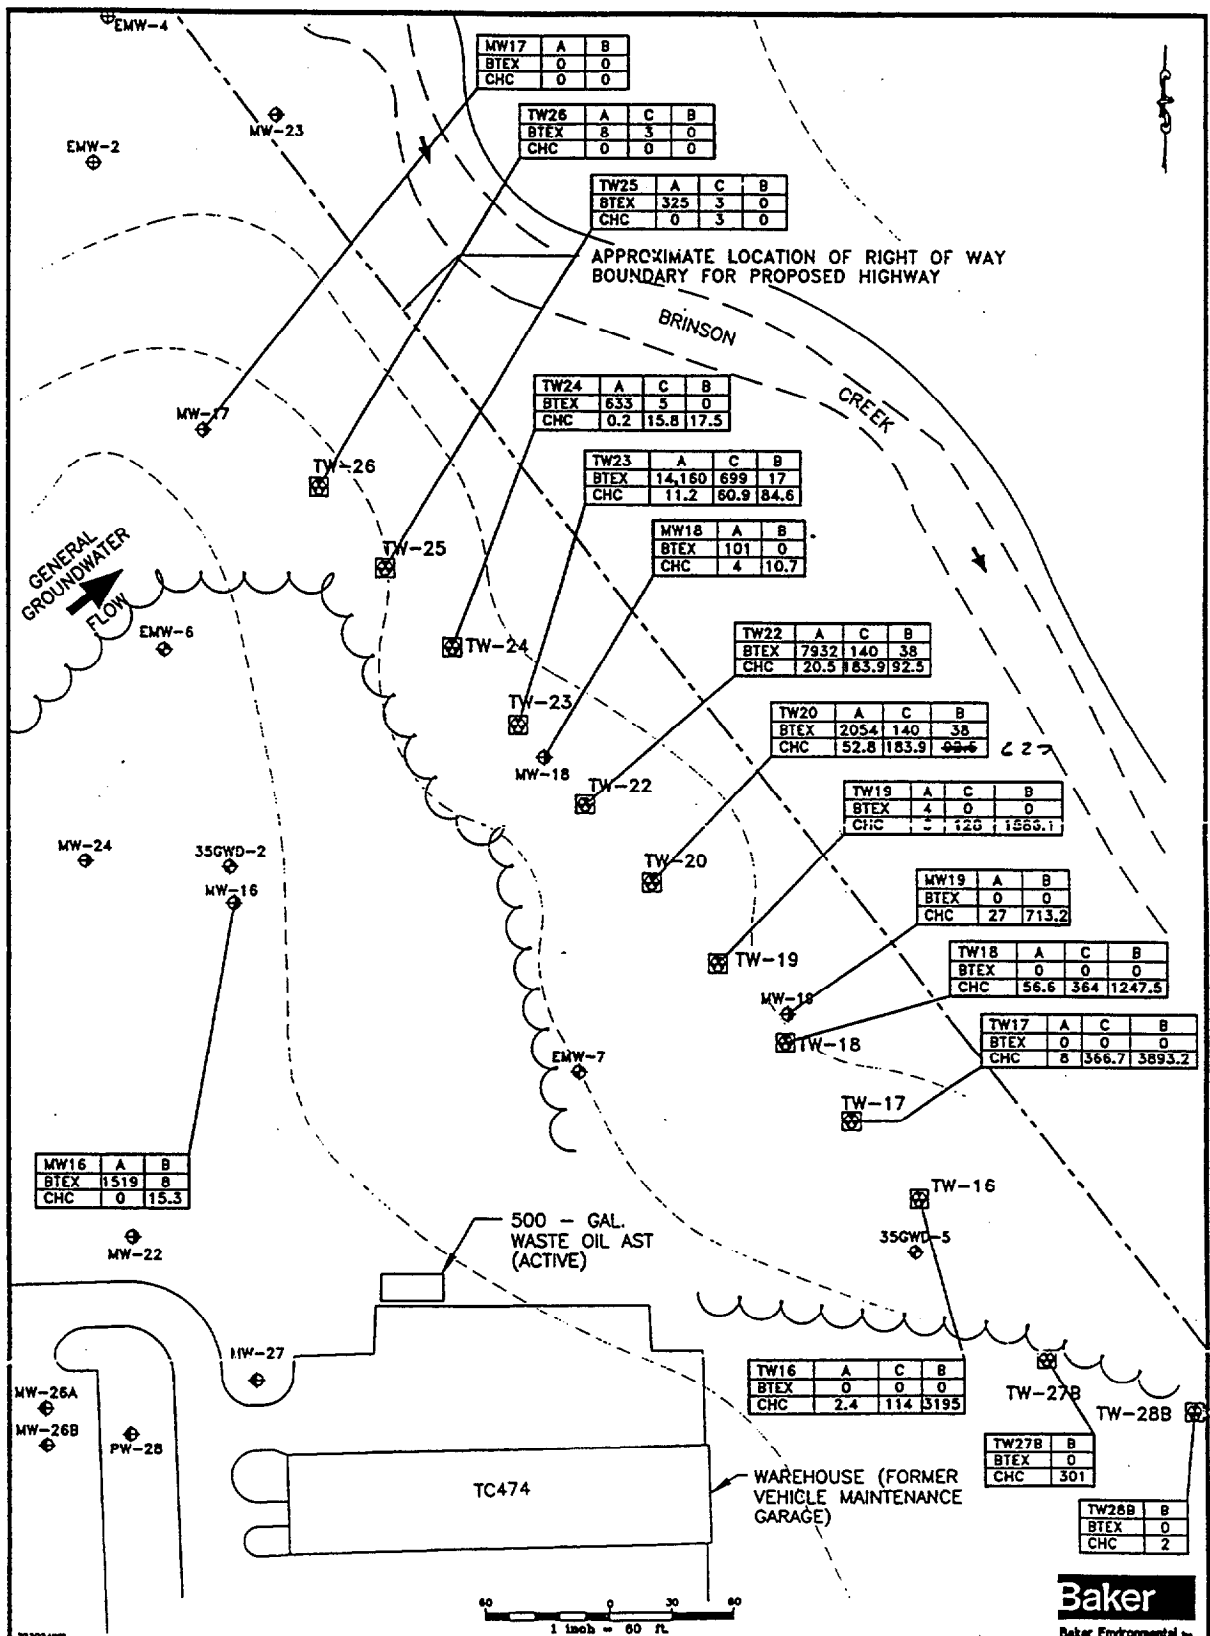 EMW-4
MW17 A B
BTEX 0 0
CHC 0 0
MW-23
EMW-2
TW26 A C B
BTEX 8 3 0
CHC 0 0 0
TW25 A C B
BTEX 325 3 0
CHC 0 3 0
APPROXIMATE LOCATION OF RIGHT OF WAY
BOUNDARY FOR PROPOSED HIGHWAY
BRINSON
CREEK
TW24 A C B
BTEX 633 5 0
CHC 0.2 15.8 17.5
MW-17
TW-26
TW23 A C B
BTEX 14,160 699 17
CHC 11.2 60.9 84.6
MW18 A B
BTEX 101 0
CHC 4 10.7
TW-25
GENERAL
GROUNDWATER
FLOW
EMW-6
TW-24
TW22 A C B
BTEX 7932 140 38
CHC 20.5 183.9 92.5
TW-23
MW-18
TW20 A C B
BTEX 2054 140 38
CHC 52.8 183.9 92.5
TW-22
TW19 A C B
BTEX 4 0 0
CHC 128
MW-24
35GWD-2
MW-16
TW-20
MW19 A B
BTEX 0 0
CHC 27 713.2
TW-19
TW18 A C B
BTEX 0 0 0
CHC 56.6 364 1247.5
MW-19
TW-18
TW17 A C B
BTEX 0 0 0
CHC 8 366.7 3893.2
EMW-7
TW-17
MW16 A B
BTEX 1519 8
CHC 0 15.3
TW-16
MW-22
500 - GAL.
WASTE OIL AST
(ACTIVE)
35GWD-5
MW-27
TW16 A C B
BTEX 0 0 0
CHC 2.4 114 3195
MW-26A
MW-26B
PW-28
TW-27B
TW-28B
TW27B B
BTEX 0
CHC 301
TC474
WAREHOUSE (FORMER
VEHICLE MAINTENANCE
GARAGE)
TW28B B
BTEX 0
CHC 2
60 0 30 60
1 inch = 60 ft.
Baker
Baker Environmental